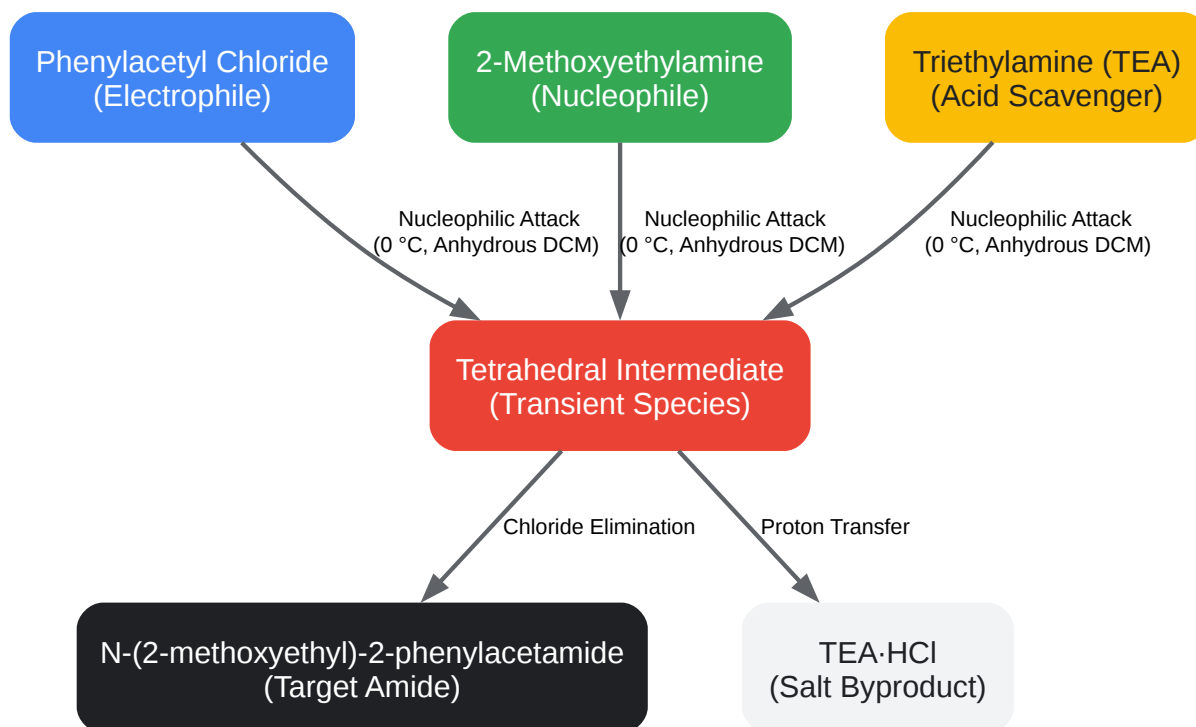 Phenylacetyl Chloride
(Electrophile)
2-Methoxyethylamine
(Nucleophile)
Triethylamine (TEA)
(Acid Scavenger)
Nucleophilic Attack
(0 °C, Anhydrous DCM)
Nucleophilic Attack
(0 °C, Anhydrous DCM)
Nucleophilic Attack
(0 °C, Anhydrous DCM)
Tetrahedral Intermediate
(Transient Species)
Chloride Elimination
Proton Transfer
N-(2-methoxyethyl)-2-phenylacetamide
(Target Amide)
TEA·HCl
(Salt Byproduct)